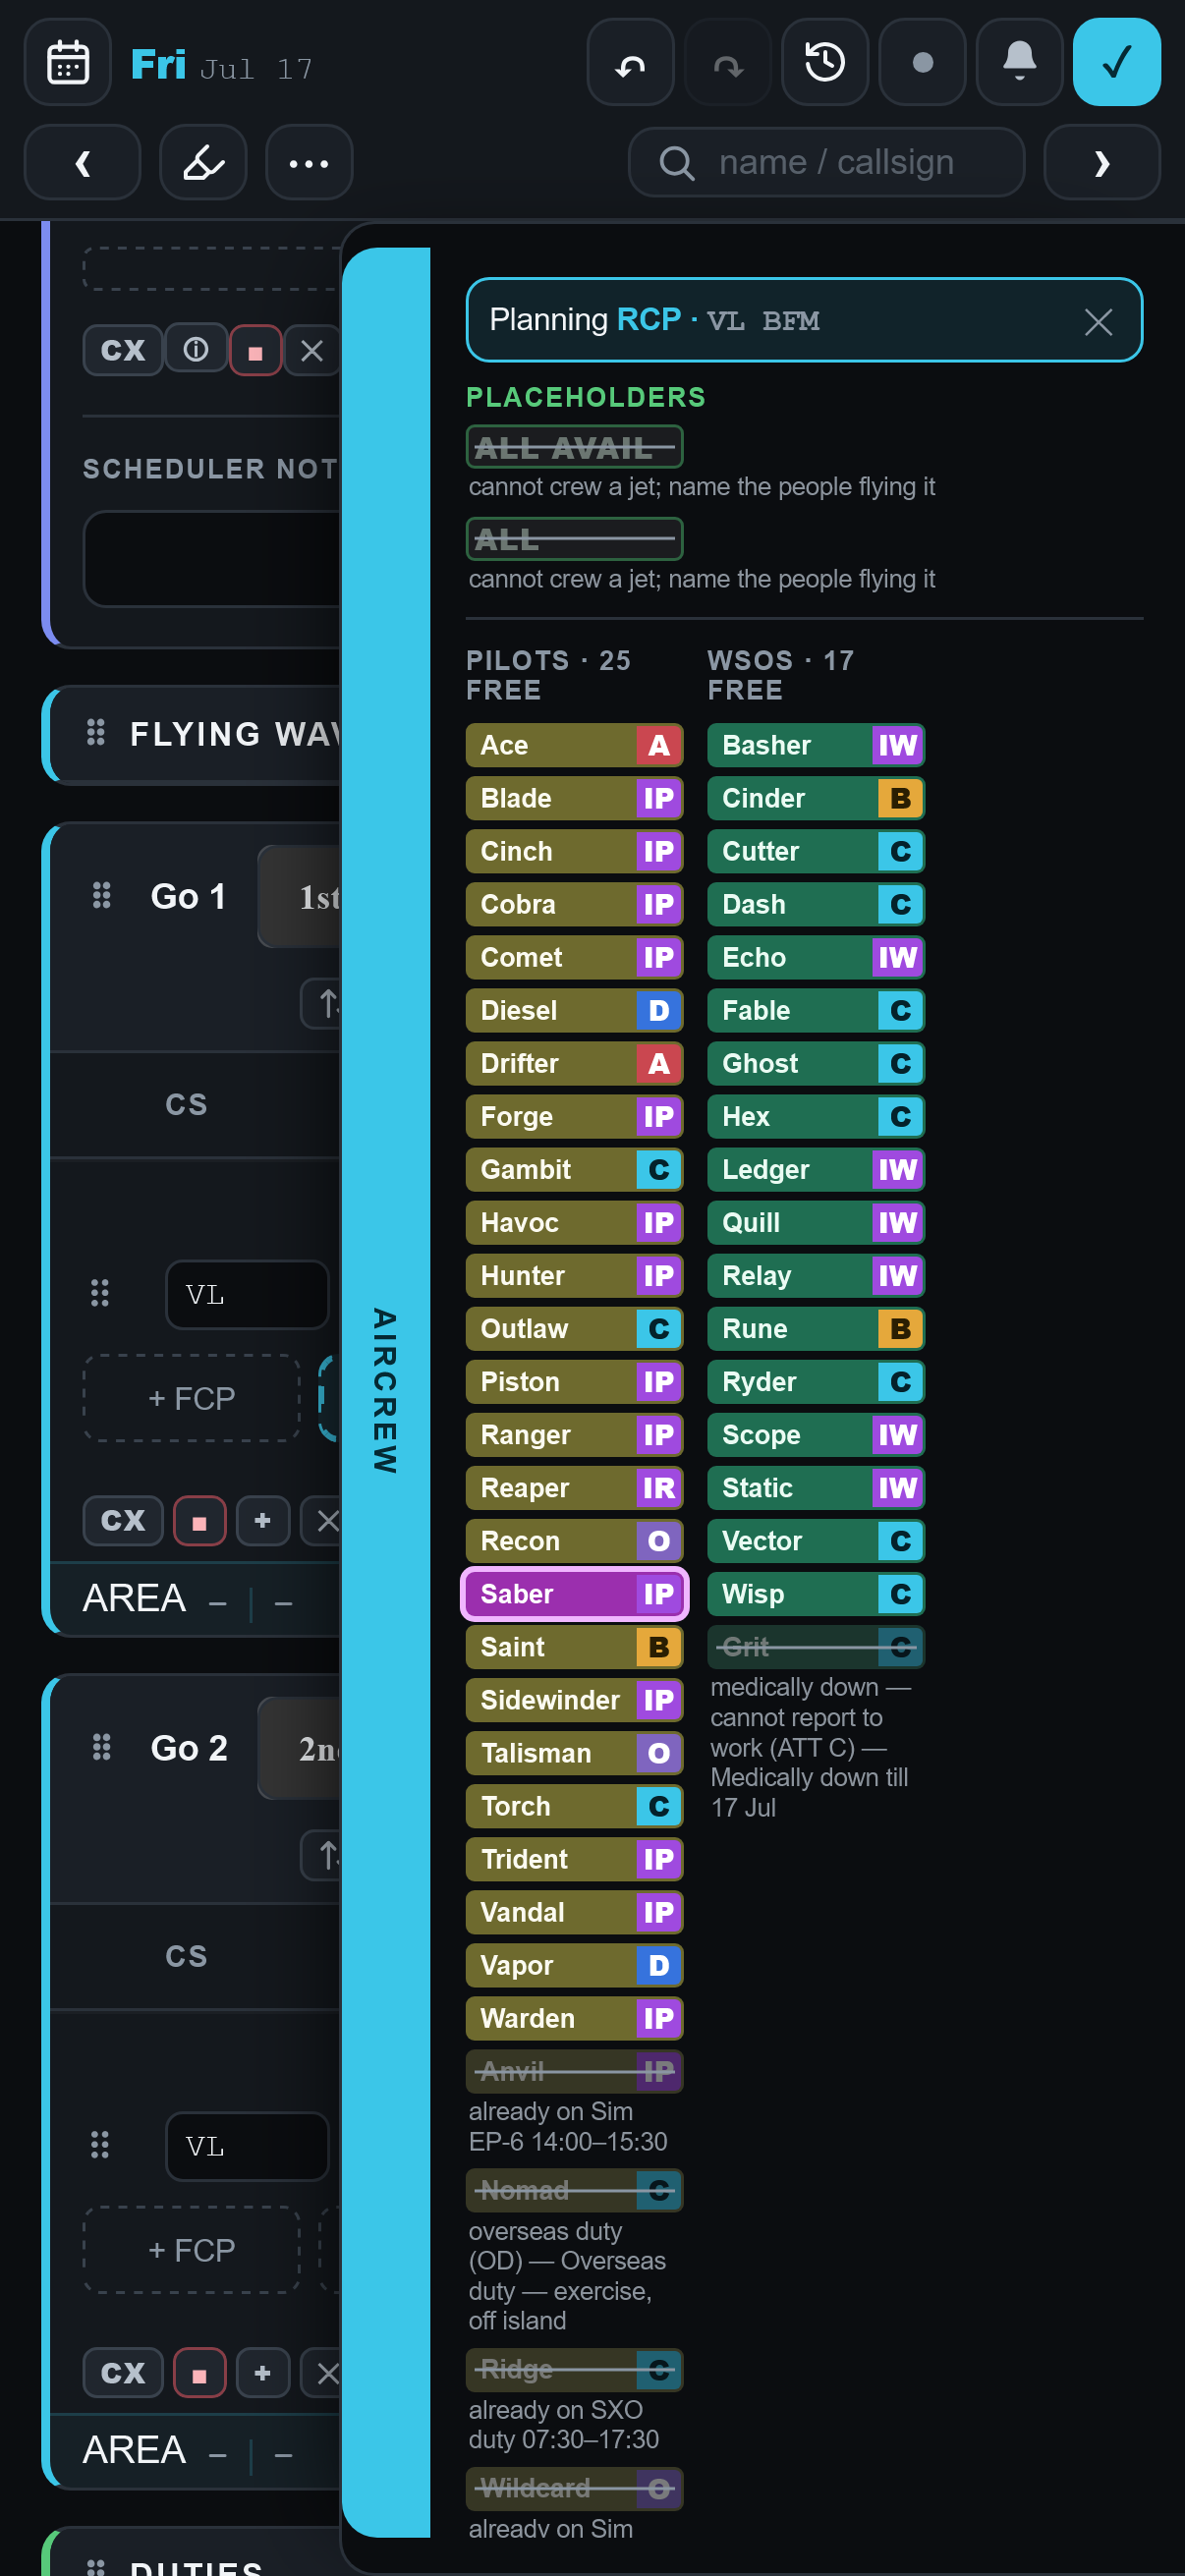 Fri Jul 17
name / callsign
CX
SCHEDULER NOT
FLYING WAV
Go 1
1st
CS
VL
+ FCP
CX
+
AREA – | –
Go 2
2n
CS
VL
+ FCP
CX
+
AREA – | –
DUTIES
AIRCREW
Planning RCP · VL BFM
PLACEHOLDERS
ALL AVAIL
cannot crew a jet; name the people flying it
ALL
cannot crew a jet; name the people flying it
PILOTS · 25
FREE
Ace A
Blade IP
Cinch IP
Cobra IP
Comet IP
Diesel D
Drifter A
Forge IP
Gambit C
Havoc IP
Hunter IP
Outlaw C
Piston IP
Ranger IP
Reaper IR
Recon O
Saber IP
Saint B
Sidewinder IP
Talisman O
Torch C
Trident IP
Vandal IP
Vapor D
Warden IP
Anvil IP
already on Sim
EP-6 14:00–15:30
Nomad C
overseas duty
(OD) — Overseas
duty — exercise,
off island
Ridge C
already on SXO
duty 07:30–17:30
Wildcard O
already on Sim
WSOS · 17
FREE
Basher IW
Cinder B
Cutter C
Dash C
Echo IW
Fable C
Ghost C
Hex C
Ledger IW
Quill IW
Relay IW
Rune B
Ryder C
Scope IW
Static IW
Vector C
Wisp C
Grit C
medically down —
cannot report to
work (ATT C) —
Medically down till
17 Jul